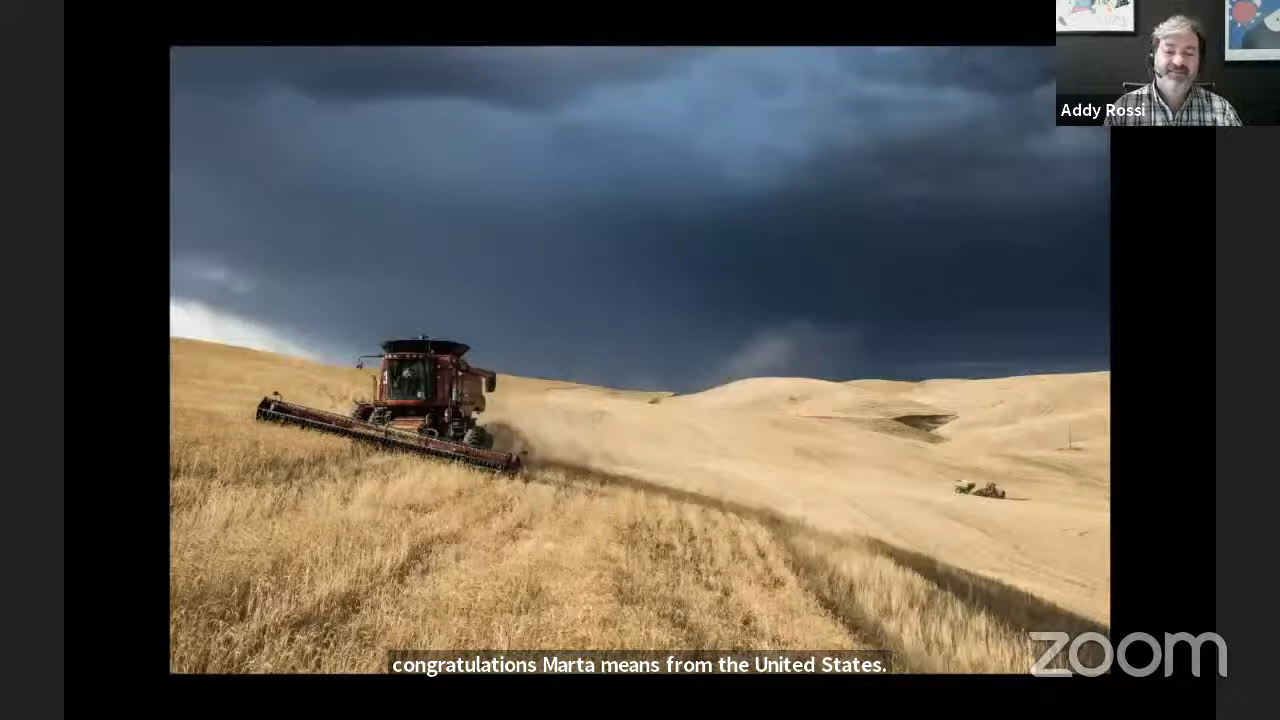 Addy Rossi
congratulations Marta means from the United States.
zoom